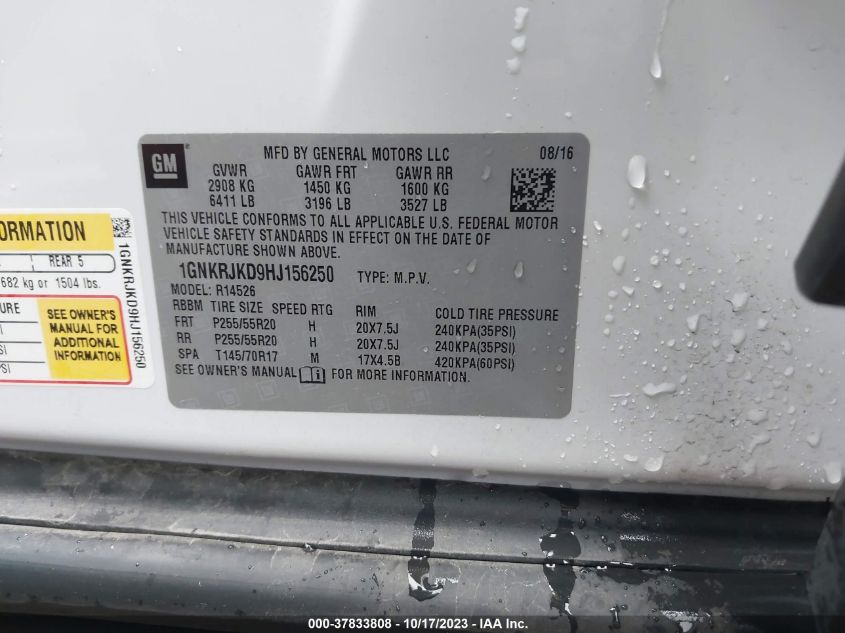 GM
MFD BY GENERAL MOTORS LLC 08/16
GVWR GAWR FRT GAWR RR
2908 KG 1450 KG 1600 KG
6411 LB 3196 LB 3527 LB
THIS VEHICLE CONFORMS TO ALL APPLICABLE U.S. FEDERAL MOTOR
VEHICLE SAFETY STANDARDS IN EFFECT ON THE DATE OF
MANUFACTURE SHOWN ABOVE.
1GNKRJKD9HJ156250 TYPE: M.P.V.
MODEL: R14526
RBBM TIRE SIZE SPEED RTG RIM COLD TIRE PRESSURE
FRT P255/55R20 H 20X7.5J 240KPA(35PSI)
RR P255/55R20 H 20X7.5J 240KPA(35PSI)
SPA T145/70R17 M 17X4.5B 420KPA(60PSI)
SEE OWNER'S MANUAL FOR MORE INFORMATION.
ORMATION
REAR 5
682 kg or 1504 lbs.
SURE
SEE OWNER'S
MANUAL FOR
ADDITIONAL
INFORMATION
SI
SI
PSI
1GNKRJKD9HJ156250
000-37833808 - 10/17/2023 - IAA Inc.